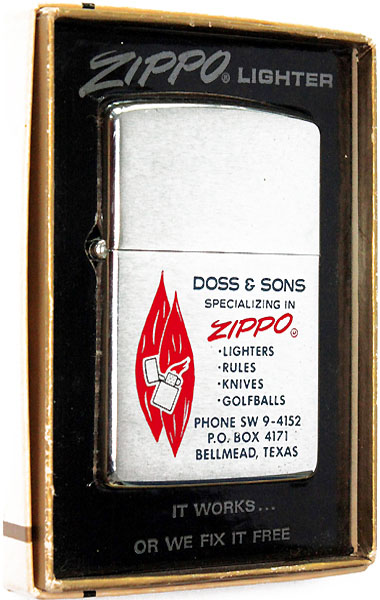 ZIPPO® LIGHTER
DOSS & SONS
SPECIALIZING IN
ZIPPO®
·LIGHTERS
·RULES
·KNIVES
·GOLFBALLS
PHONE SW 9-4152
P.O. BOX 4171
BELLMEAD, TEXAS
IT WORKS...
OR WE FIX IT FREE